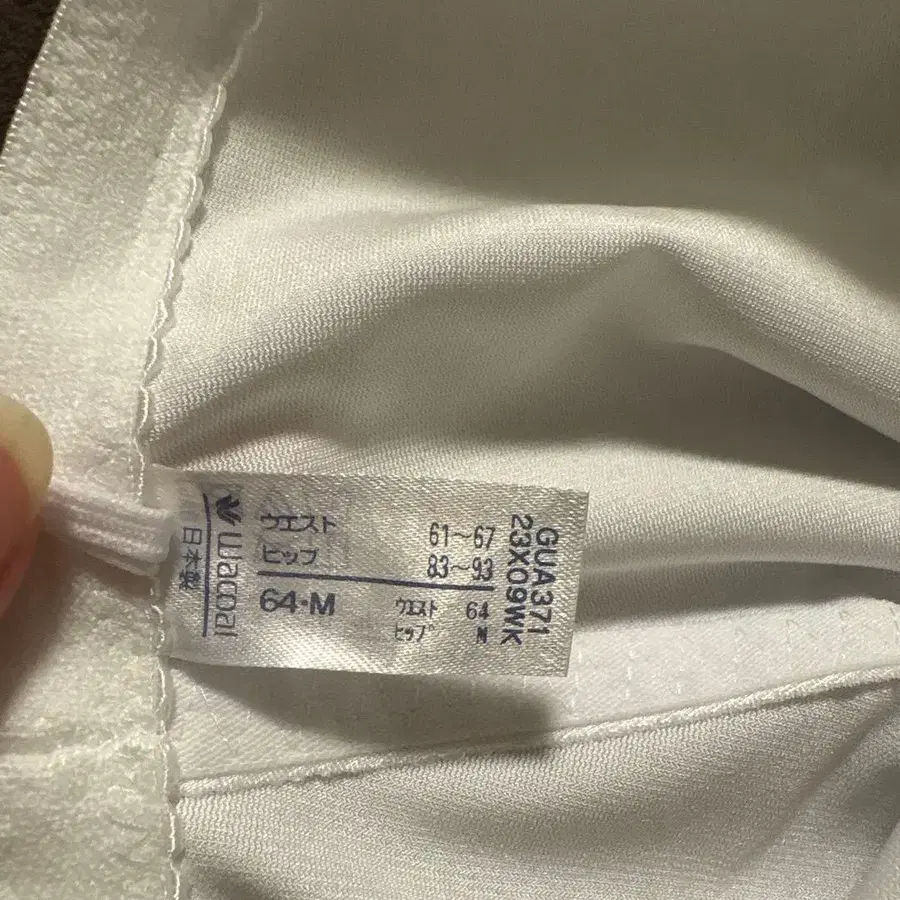 Wacoal
日本製
ウエスト 61～67
ヒップ 83～93
64・M
ウエスト 64
ヒップ M
GUA371
23X09WK